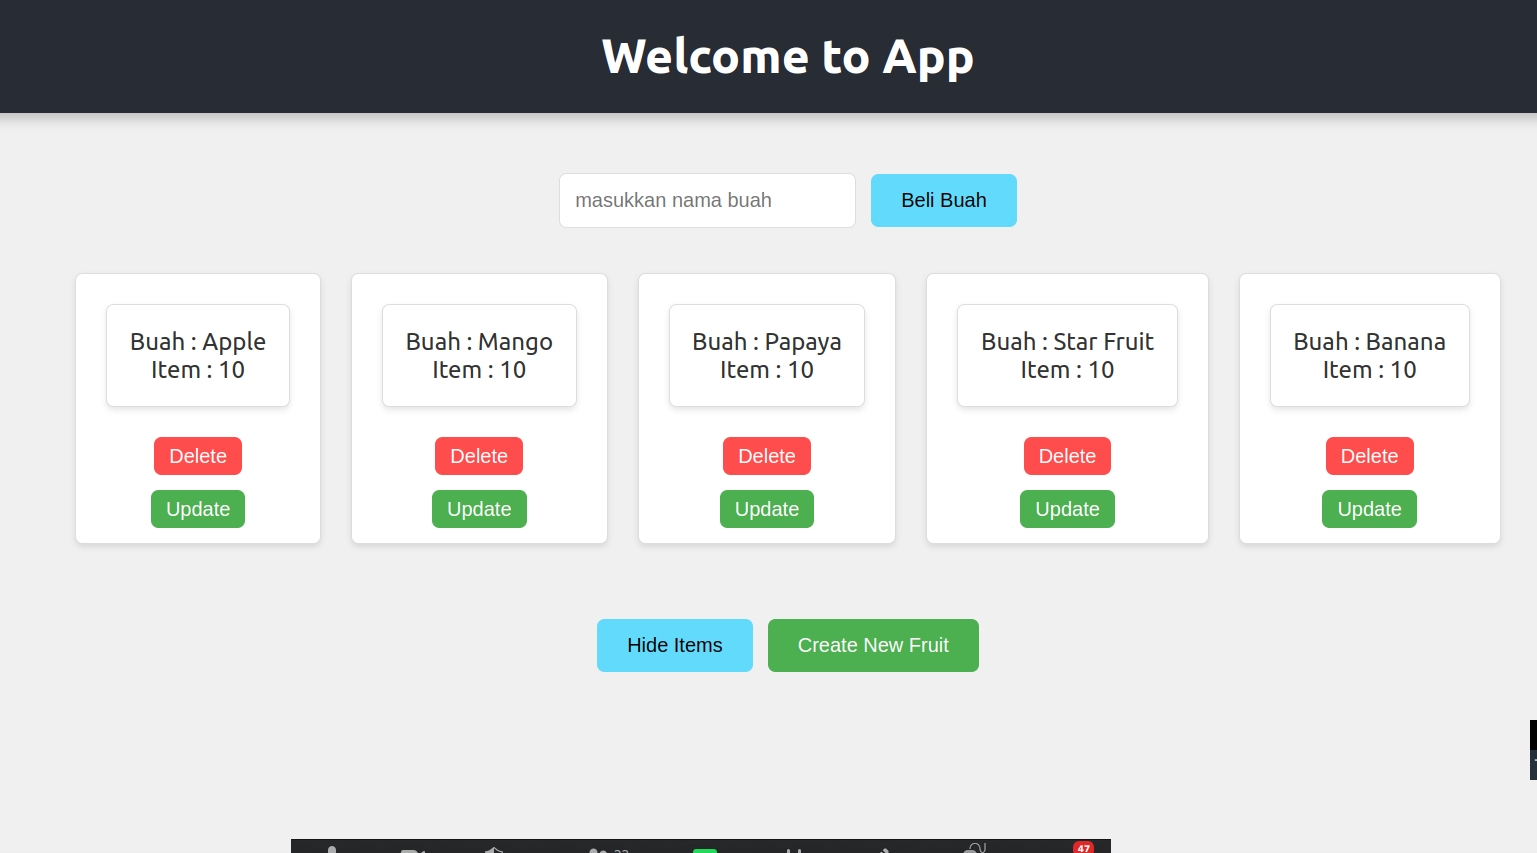 Welcome to App
masukkan nama buah
Beli Buah
Buah : Apple
Item : 10
Delete
Update
Buah : Mango
Item : 10
Delete
Update
Buah : Papaya
Item : 10
Delete
Update
Buah : Star Fruit
Item : 10
Delete
Update
Buah : Banana
Item : 10
Delete
Update
Hide Items
Create New Fruit
47